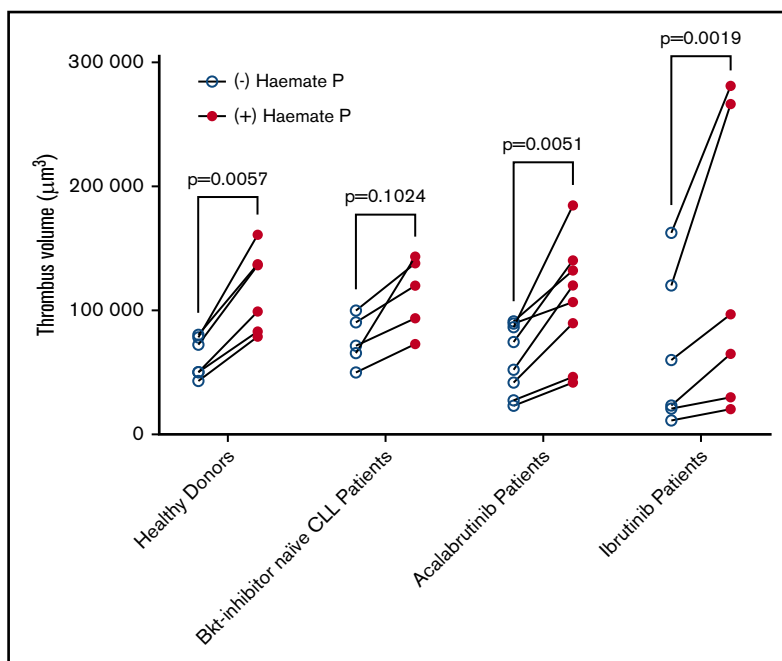 p=0.0019
300 000
(-) Haemate P
(+) Haemate P
p=0.0051
p=0.0057
200 000
p=0.1024
Thrombus volume (μm³)
100 000
0
Healthy Donors
Bkt-inhibitor naïve CLL Patients
Acalabrutinib Patients
Ibrutinib Patients